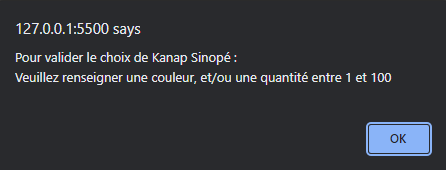 127.0.0.1:5500 says
Pour valider le choix de Kanap Sinopé :
Veuillez renseigner une couleur, et/ou une quantité entre 1 et 100
OK